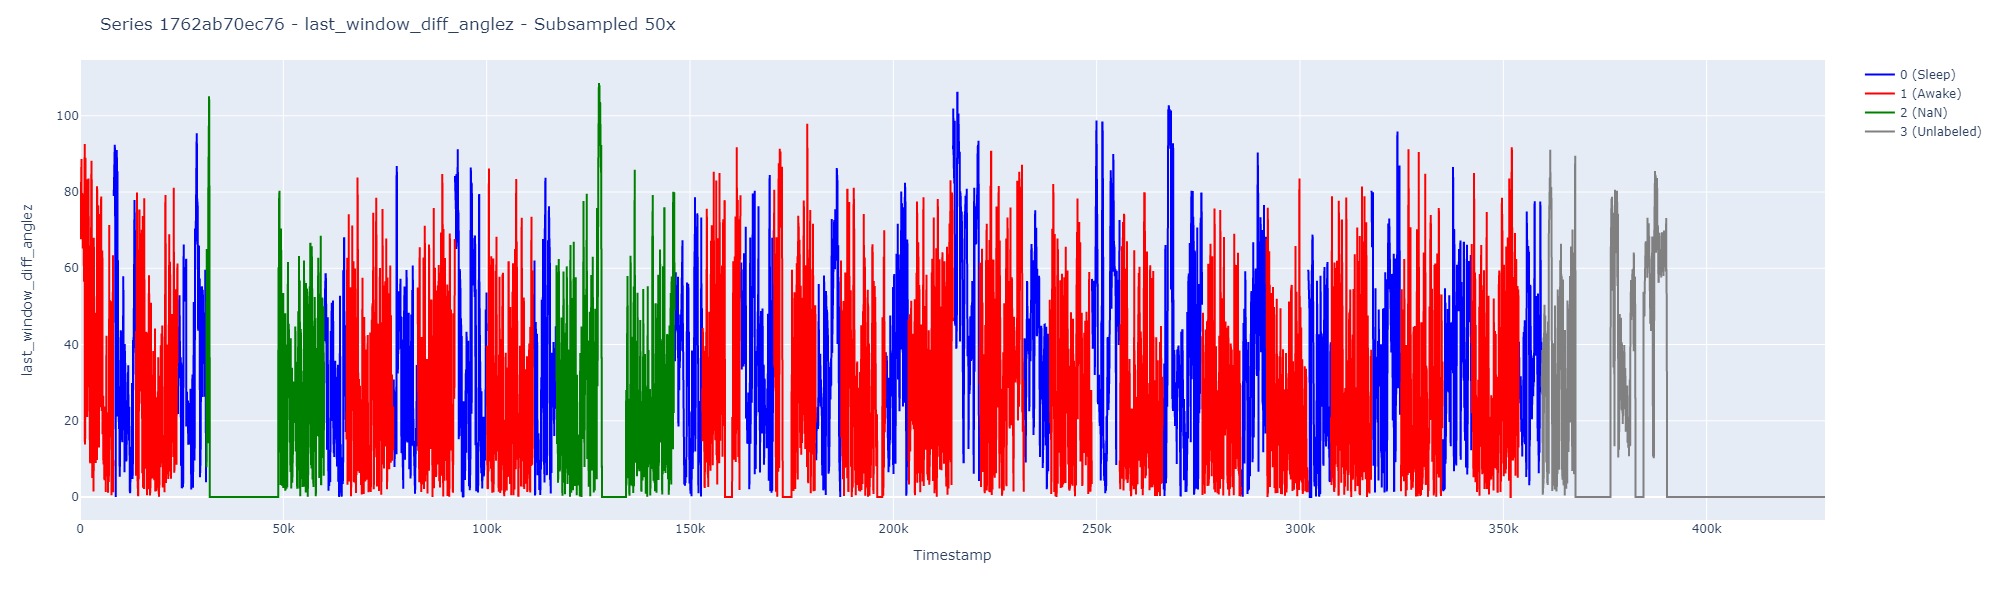 Series 1762ab70ec76 - last_window_diff_anglez - Subsampled 50x
0 (Sleep)
1 (Awake)
2 (NaN)
3 (Unlabeled)
last_window_diff_anglez
100
80
60
40
20
0
0 50k 100k 150k 200k 250k 300k 350k 400k
Timestamp